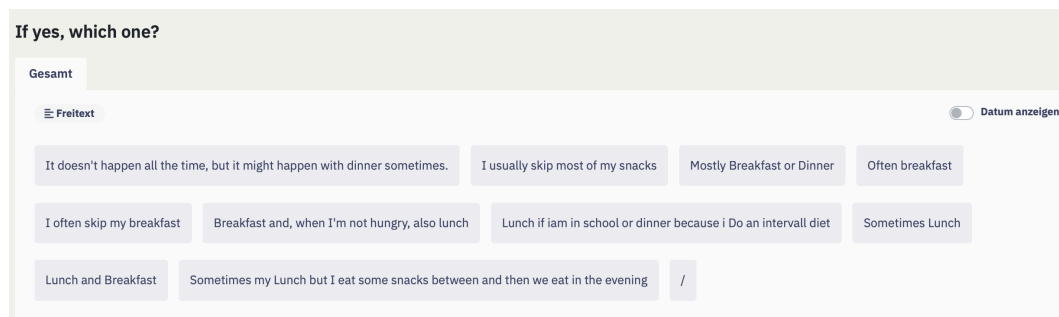 If yes, which one?
Gesamt
Freitext Datum anzeigen
It doesn't happen all the time, but it might happen with dinner sometimes. I usually skip most of my snacks Mostly Breakfast or Dinner Often breakfast
I often skip my breakfast Breakfast and, when I'm not hungry, also lunch Lunch if iam in school or dinner because i Do an intervall diet Sometimes Lunch
Lunch and Breakfast Sometimes my Lunch but I eat some snacks between and then we eat in the evening /